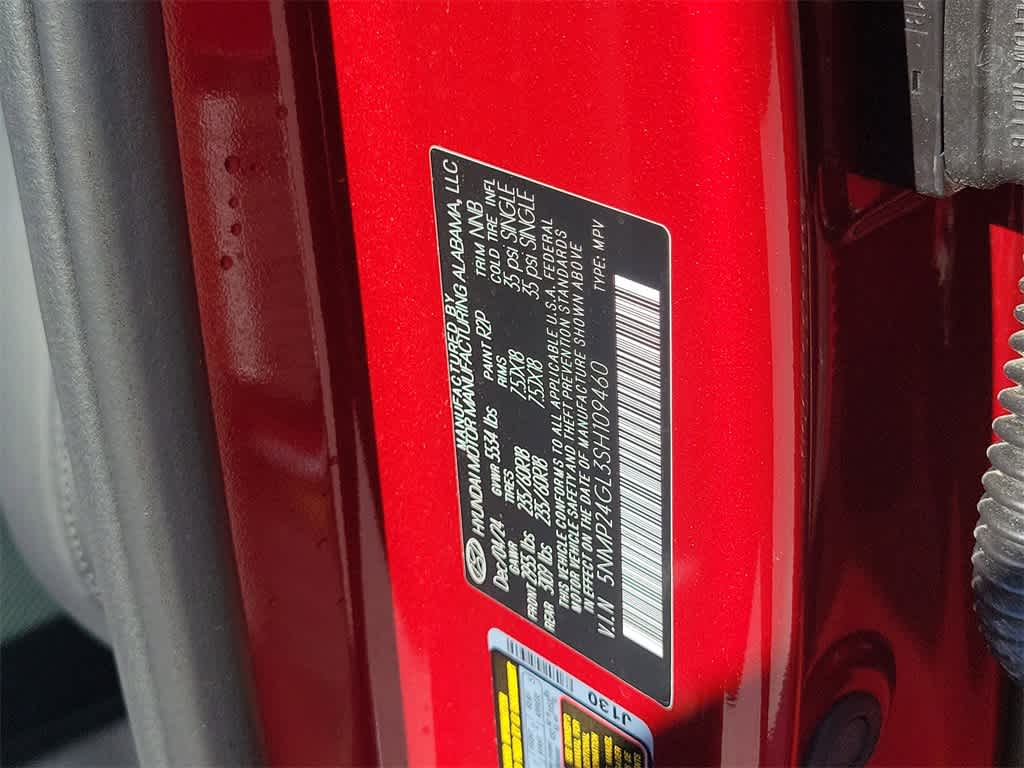 MANUFACTURED BY
HYUNDAI MOTOR MANUFACTURING ALABAMA, LLC
Dec/04/24 GVWR 5534 lbs PAINT R2P TRIM NNB
GAWR TIRES RIMS COLD TIRE INFL
FRONT 2855 lbs 235/60R18 7.5JX18 35 psi SINGLE
REAR 3079 lbs 235/60R18 7.5JX18 35 psi SINGLE
THIS VEHICLE CONFORMS TO ALL APPLICABLE U.S.A. FEDERAL
MOTOR VEHICLE SAFETY AND THEFT PREVENTION STANDARDS
IN EFFECT ON THE DATE OF MANUFACTURE SHOWN ABOVE
V.I.N 5NMP24GL3SH109460 TYPE: MPV
J130